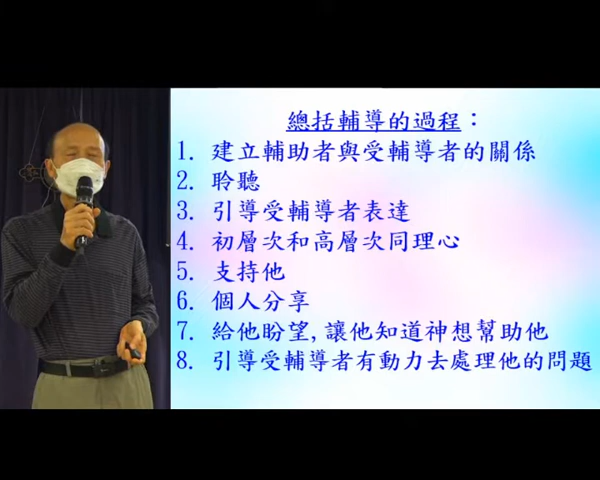 總括輔導的過程：
1. 建立輔助者與受輔導者的關係
2. 聆聽
3. 引導受輔導者表達
4. 初層次和高層次同理心
5. 支持他
6. 個人分享
7. 給他盼望,讓他知道神想幫助他
8. 引導受輔導者有動力去處理他的問題